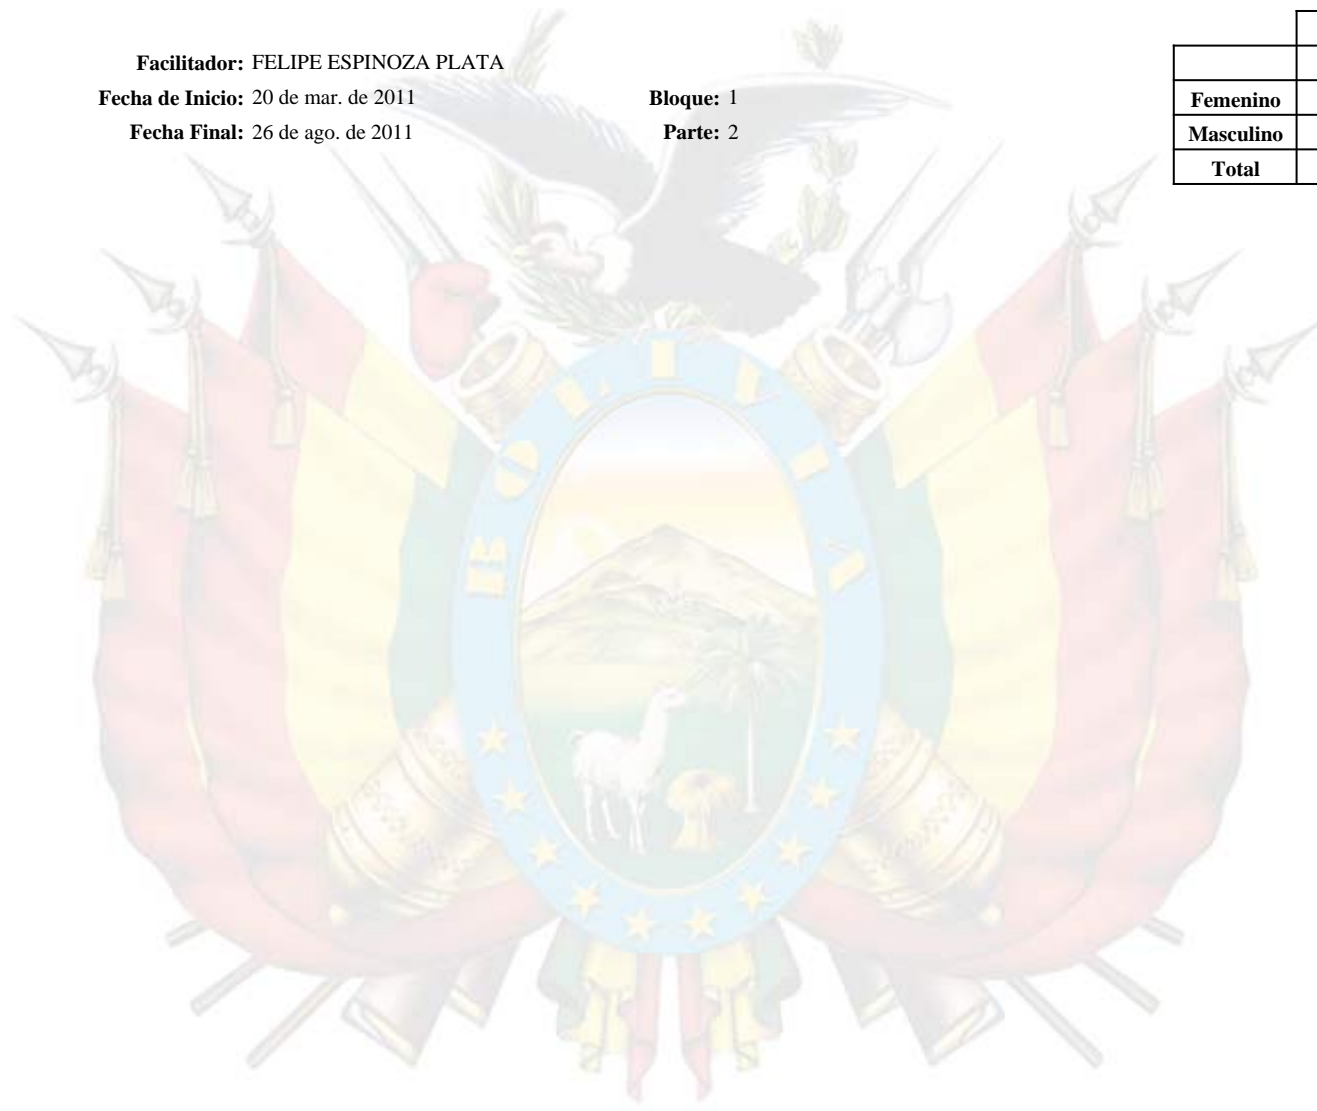 Facilitador: FELIPE ESPINOZA PLATA
Fecha de Inicio: 20 de mar. de 2011 Bloque: 1
Fecha Final: 26 de ago. de 2011 Parte: 2
Femenino
Masculino
Total
BOLIVIA